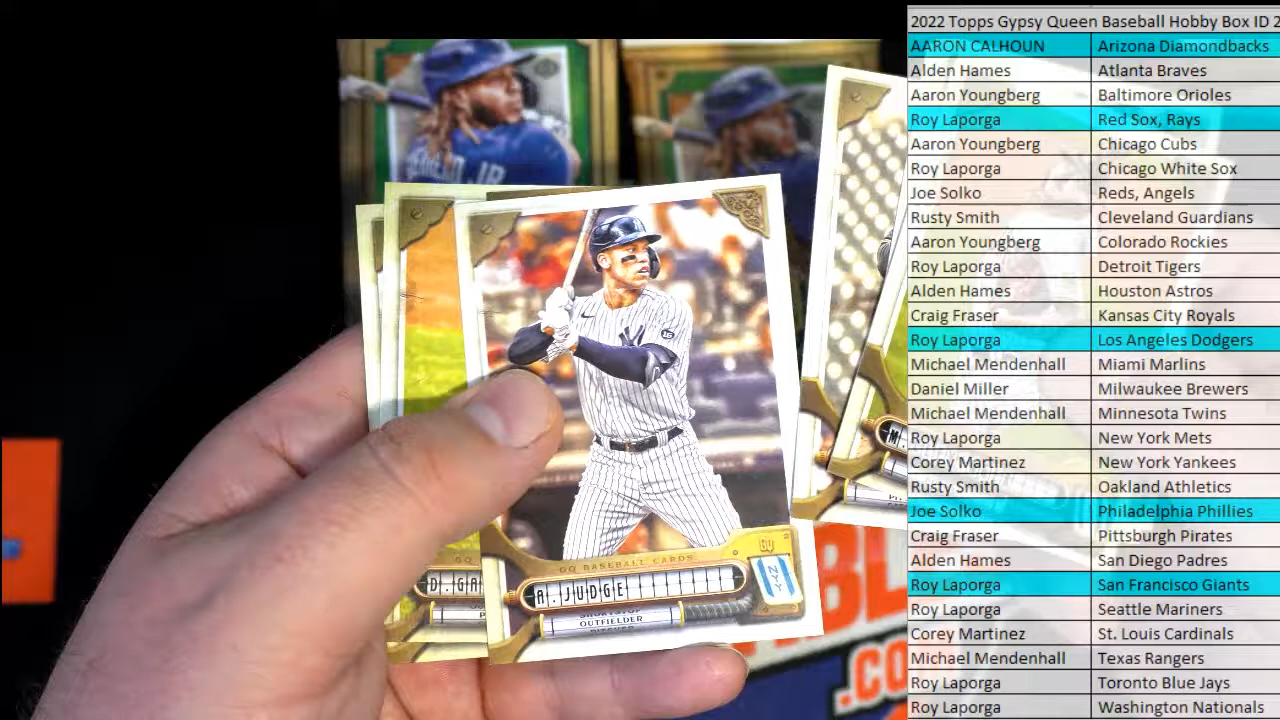 2022 Topps Gypsy Queen Baseball Hobby Box ID 2
AARON CALHOUN Arizona Diamondbacks
Alden Hames Atlanta Braves
Aaron Youngberg Baltimore Orioles
Roy Laporga Red Sox, Rays
Aaron Youngberg Chicago Cubs
Roy Laporga Chicago White Sox
Joe Solko Reds, Angels
Rusty Smith Cleveland Guardians
Aaron Youngberg Colorado Rockies
Roy Laporga Detroit Tigers
Alden Hames Houston Astros
Craig Fraser Kansas City Royals
Roy Laporga Los Angeles Dodgers
Michael Mendenhall Miami Marlins
Daniel Miller Milwaukee Brewers
Michael Mendenhall Minnesota Twins
Roy Laporga New York Mets
Corey Martinez New York Yankees
Rusty Smith Oakland Athletics
Joe Solko Philadelphia Phillies
Craig Fraser Pittsburgh Pirates
Alden Hames San Diego Padres
Roy Laporga San Francisco Giants
Roy Laporga Seattle Mariners
Corey Martinez St. Louis Cardinals
Michael Mendenhall Texas Rangers
Roy Laporga Toronto Blue Jays
Roy Laporga Washington Nationals
GQ BASEBALL CARDS
GQ
A. JUDGE
NYY
SHORTSTOP
OUTFIELDER
PITCHER
D. GA
M.
.CO